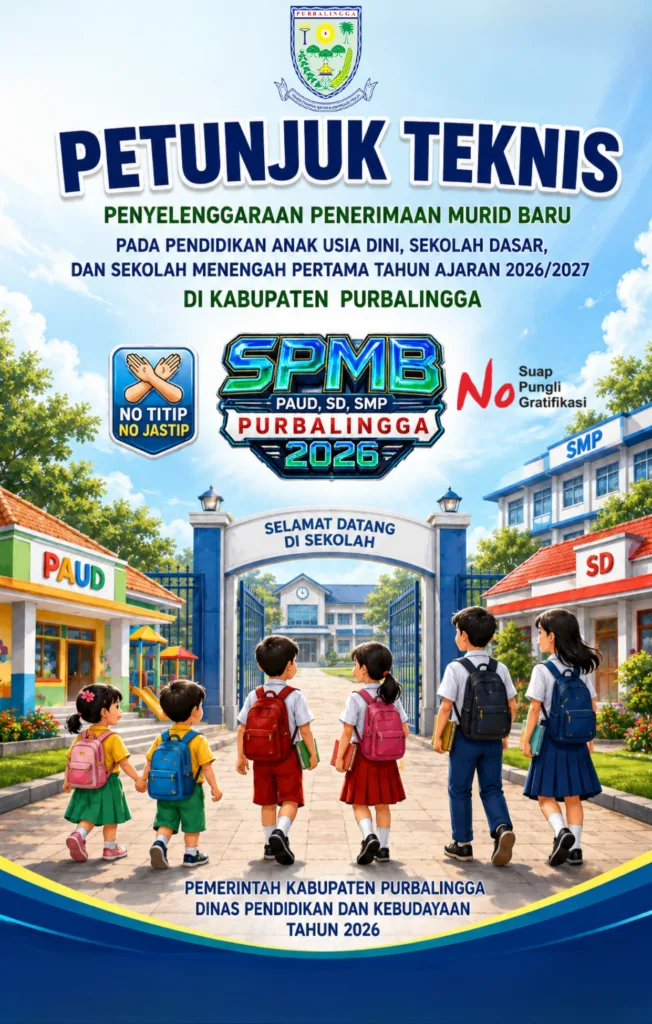 PURBALINGGA
PETUNJUK TEKNIS
PENYELENGGARAAN PENERIMAAN MURID BARU
PADA PENDIDIKAN ANAK USIA DINI, SEKOLAH DASAR,
DAN SEKOLAH MENENGAH PERTAMA TAHUN AJARAN 2026/2027
DI KABUPATEN PURBALINGGA
NO TITIP
NO JASTIP
SPMB
PAUD, SD, SMP
PURBALINGGA
2026
No Suap
Pungli
Gratifikasi
SMP
SELAMAT DATANG
DI SEKOLAH
PAUD
SD
PEMERINTAH KABUPATEN PURBALINGGA
DINAS PENDIDIKAN DAN KEBUDAYAAN
TAHUN 2026